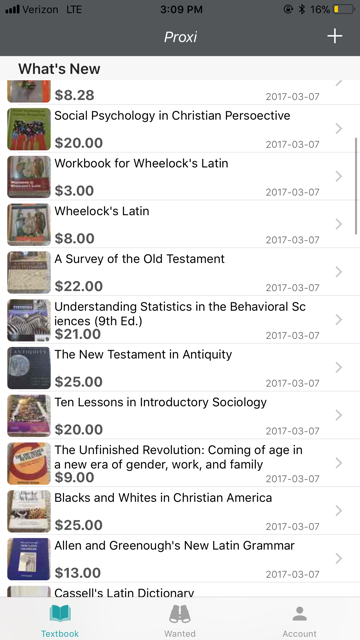 Verizon LTE 3:09 PM 16%
Proxi
What's New
$8.28 2017-03-07
Social Psychology in Christian Persoective
$20.00 2017-03-07
Workbook for Wheelock's Latin
$3.00 2017-03-07
Wheelock's Latin
$8.00 2017-03-07
A Survey of the Old Testament
$22.00 2017-03-07
Understanding Statistics in the Behavioral Sc
iences (9th Ed.)
$21.00 2017-03-07
The New Testament in Antiquity
$25.00 2017-03-07
Ten Lessons in Introductory Sociology
$20.00 2017-03-07
The Unfinished Revolution: Coming of age in
a new era of gender, work, and family
$9.00 2017-03-07
Blacks and Whites in Christian America
$25.00 2017-03-07
Allen and Greenough's New Latin Grammar
$13.00 2017-03-07
Cassell's Latin Dictionary
Textbook Wanted Account